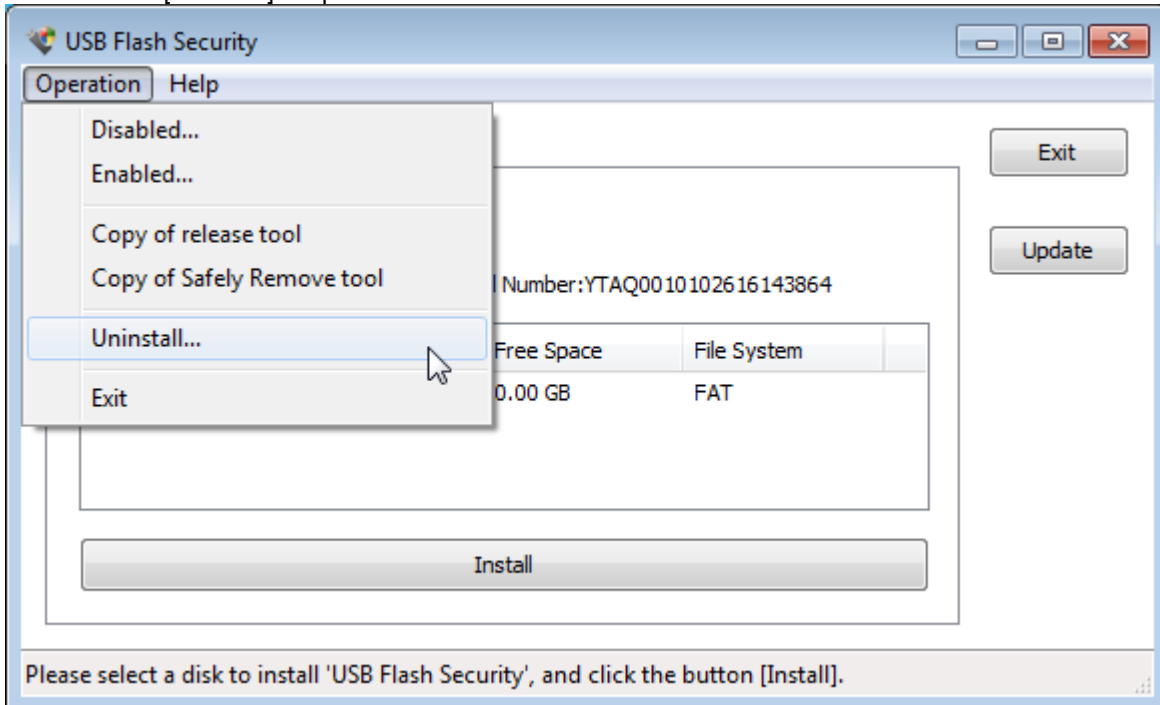 USB Flash Security
Operation Help
Disabled...
Enabled...
Copy of release tool
Copy of Safely Remove tool
Uninstall...
Exit
Exit
Update
l Number:YTAQ0010102616143864
Free Space File System
0.00 GB FAT
Install
Please select a disk to install 'USB Flash Security', and click the button [Install].